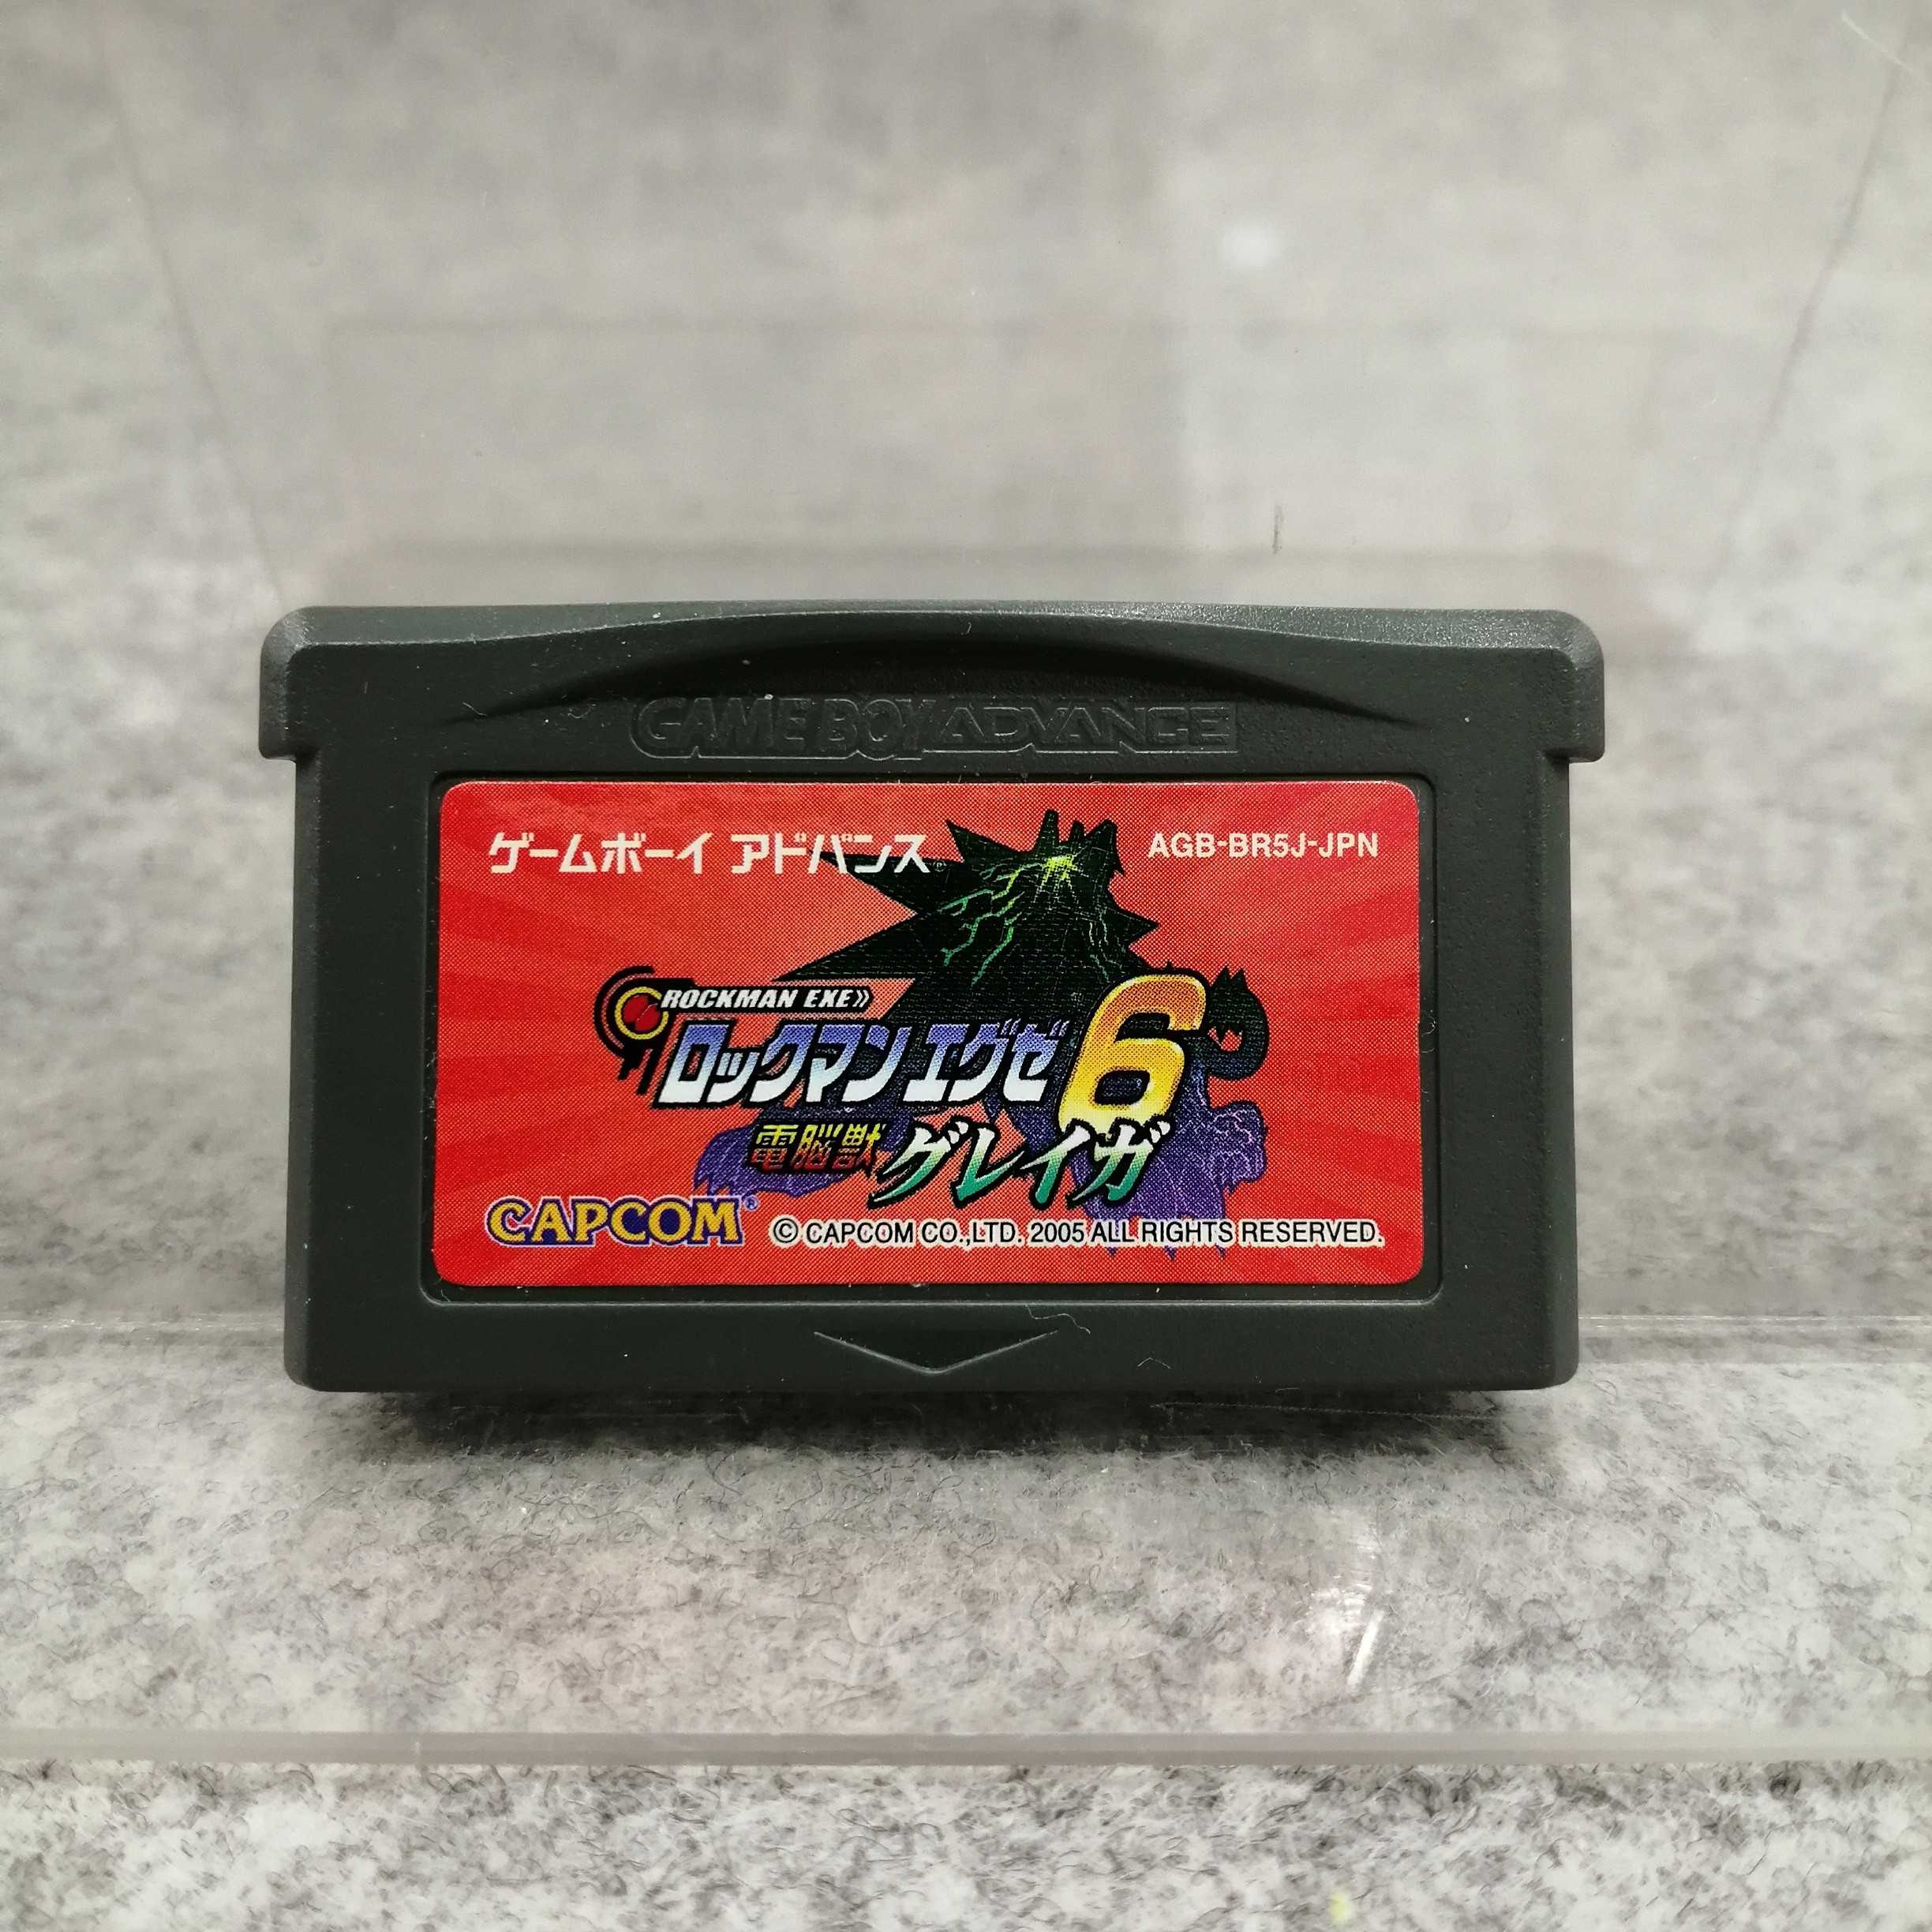 GAME BOY ADVANCE
ゲームボーイ アドバンス AGB-BR5J-JPN
ROCKMAN EXE
ロックマン エグゼ6
電脳獣 グレイガ
CAPCOM® © CAPCOM CO.,LTD. 2005 ALL RIGHTS RESERVED.